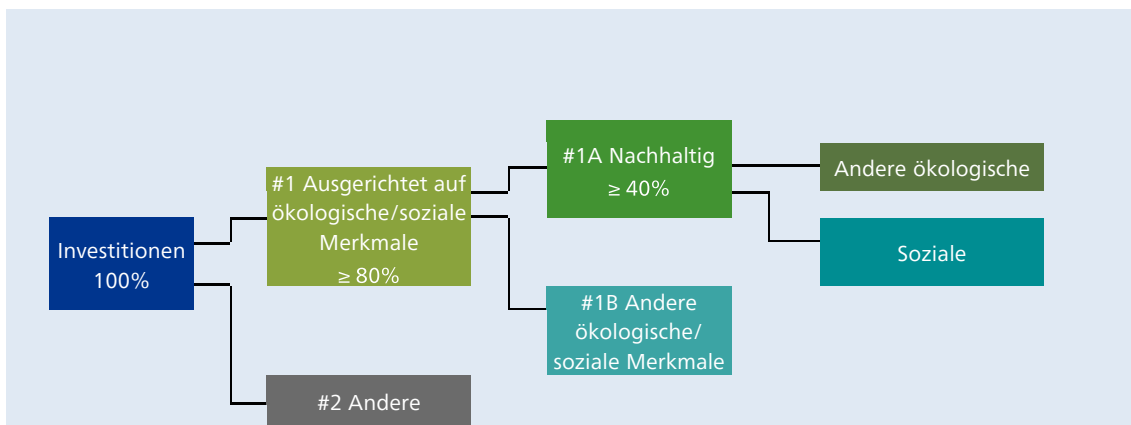 Investitionen
100%
#1 Ausgerichtet auf
ökologische/soziale
Merkmale
≥ 80%
#2 Andere
#1A Nachhaltig
≥ 40%
#1B Andere
ökologische/
soziale Merkmale
Andere ökologische
Soziale